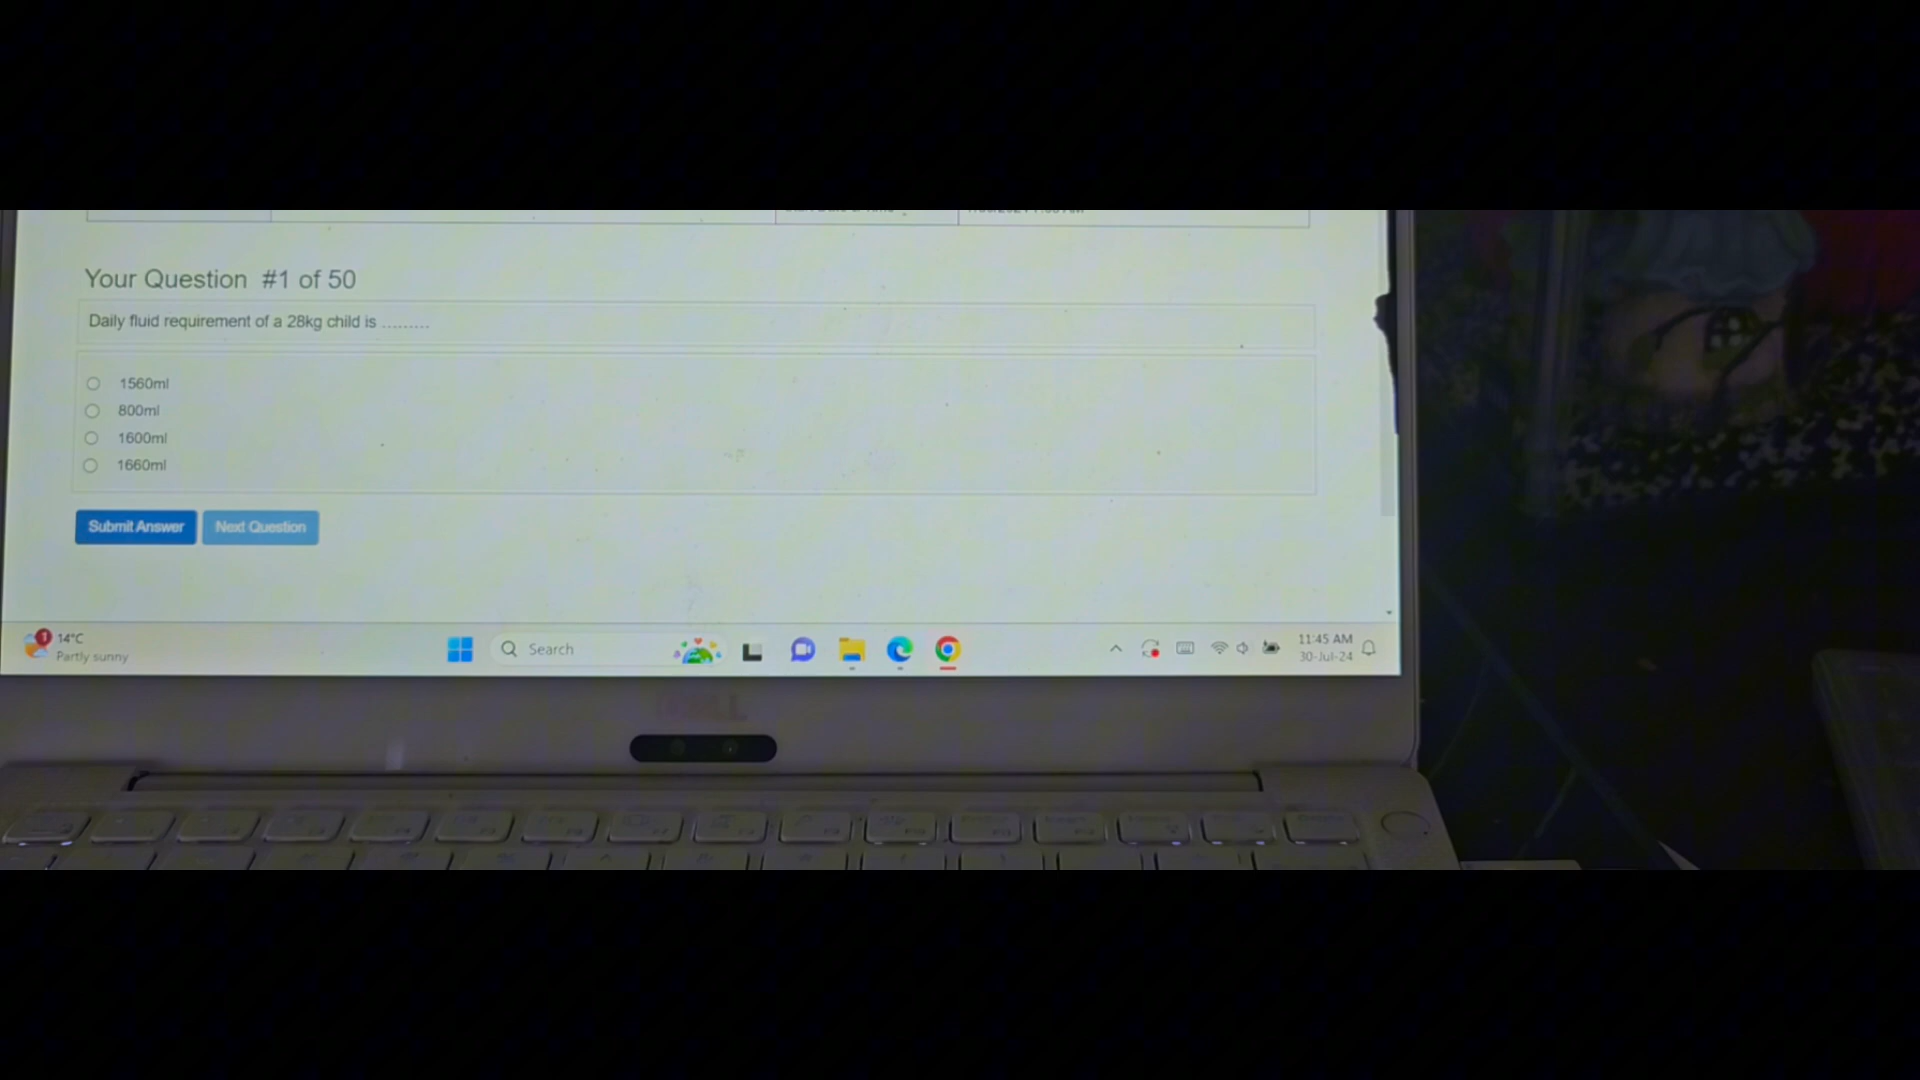 Your Question #1 of 50
Daily fluid requirement of a 28kg child is .........
1560ml
800ml
1600ml
1660ml
Submit Answer Next Question
1
14°C
Partly sunny
Search
11:45 AM
30-Jul-24